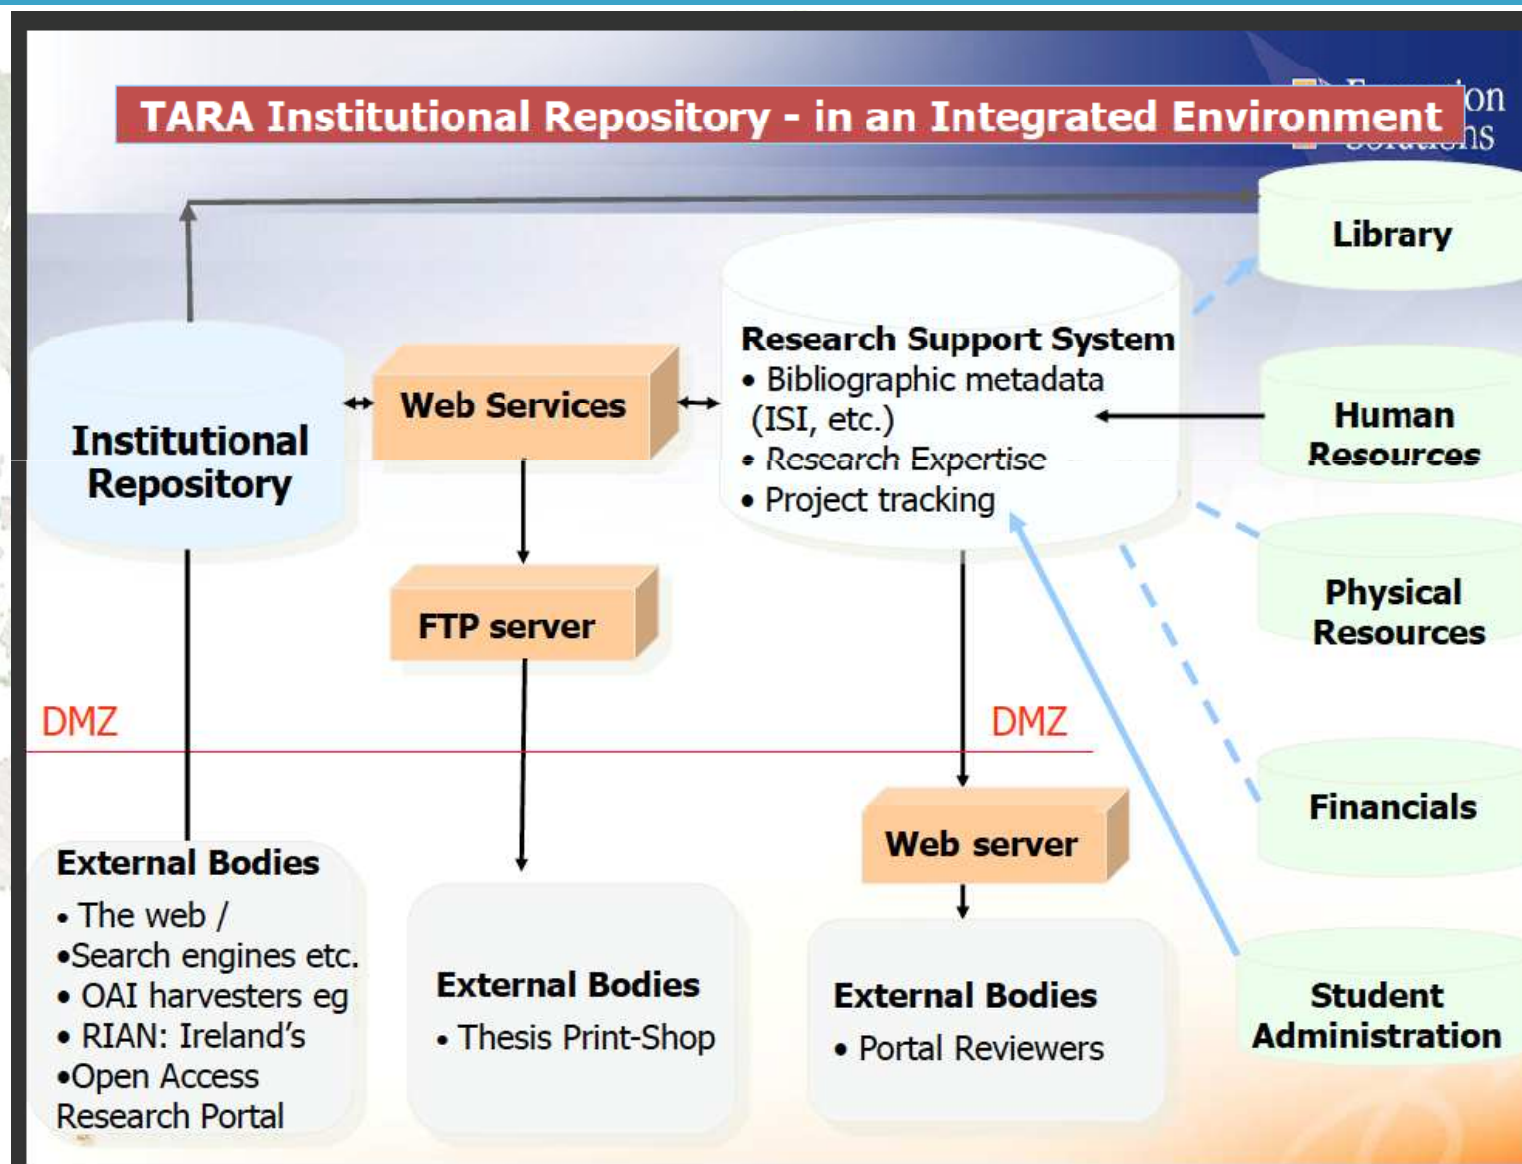 TARA Institutional Repository - in an Integrated Environment
on
ns
Library
Research Support System
• Bibliographic metadata
(ISI, etc.)
• Research Expertise
• Project tracking
Web Services
Institutional
Repository
Human
Resources
FTP server
Physical
Resources
DMZ
DMZ
Financials
Web server
External Bodies
• The web /
•Search engines etc.
• OAI harvesters eg
• RIAN: Ireland's
•Open Access
Research Portal
External Bodies
• Thesis Print-Shop
External Bodies
• Portal Reviewers
Student
Administration